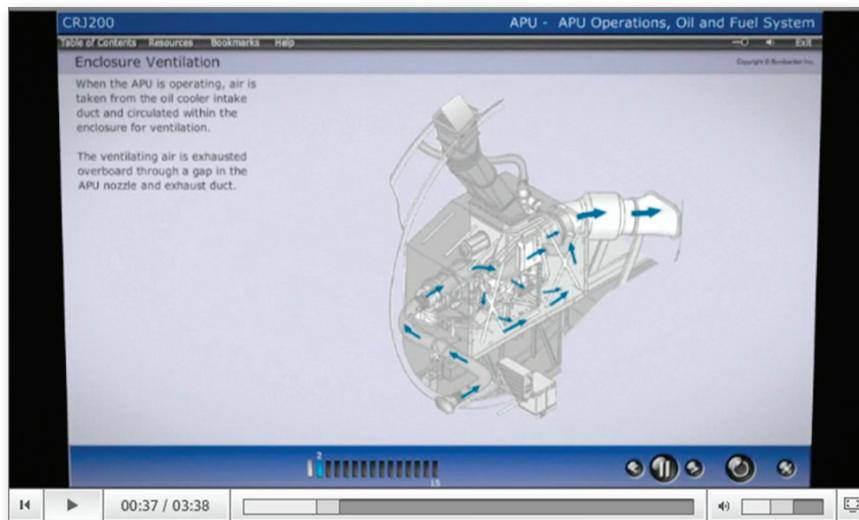 CRJ200
APU - APU Operations, Oil and Fuel System
Table of Contents Resources Bookmarks Help
Exit
Enclosure Ventilation
Copyright © Bombardier Inc.
When the APU is operating, air is
taken from the oil cooler intake
duct and circulated within the
enclosure for ventilation.
The ventilating air is exhausted
overboard through a gap in the
APU nozzle and exhaust duct.
2
15
00:37 / 03:38